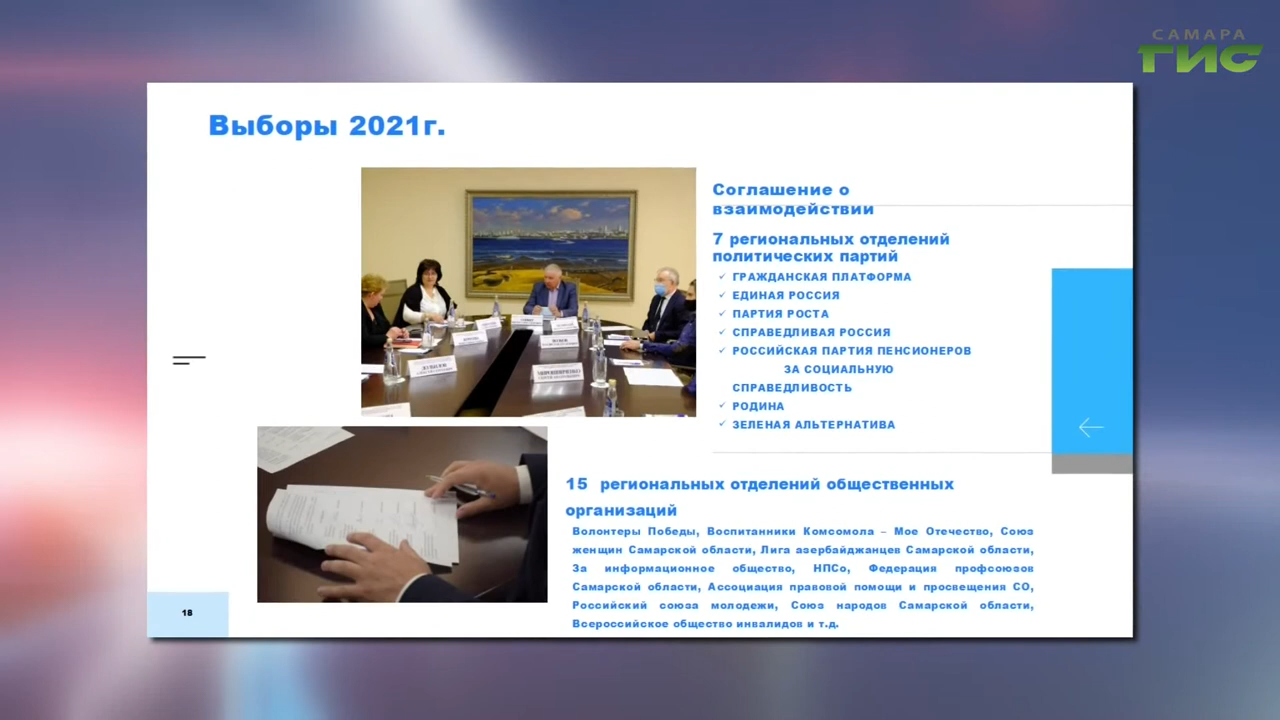 САМАРА
ГИС
Выборы 2021г.
Соглашение о
взаимодействии
7 региональных отделений
политических партий
✓ ГРАЖДАНСКАЯ ПЛАТФОРМА
✓ ЕДИНАЯ РОССИЯ
✓ ПАРТИЯ РОСТА
✓ СПРАВЕДЛИВАЯ РОССИЯ
✓ РОССИЙСКАЯ ПАРТИЯ ПЕНСИОНЕРОВ
ЗА СОЦИАЛЬНУЮ
СПРАВЕДЛИВОСТЬ
✓ РОДИНА
✓ ЗЕЛЕНАЯ АЛЬТЕРНАТИВА
15 региональных отделений общественных
организаций
Волонтеры Победы, Воспитанники Комсомола – Мое Отечество, Союз
женщин Самарской области, Лига азербайджанцев Самарской области,
За информационное общество, НПСо, Федерация профсоюзов
Самарской области, Ассоциация правовой помощи и просвещения СО,
Российский союза молодежи, Союз народов Самарской области,
Всероссийское общество инвалидов и т.д.
18